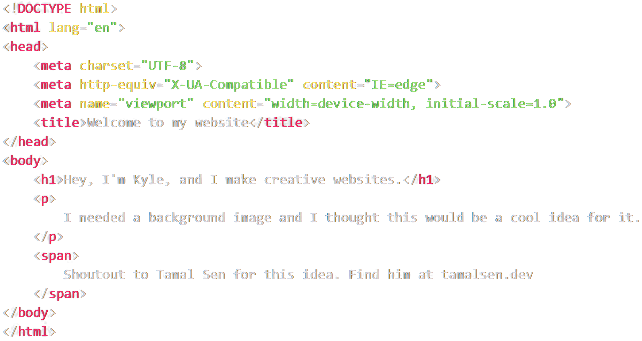 <!DOCTYPE html>
<html lang="en">
<head>
    <meta charset="UTF-8">
    <meta http-equiv="X-UA-Compatible" content="IE=edge">
    <meta name="viewport" content="width=device-width, initial-scale=1.0">
    <title>Welcome to my website</title>
</head>
<body>
    <h1>Hey, I'm Kyle, and I make creative websites.</h1>
    <p>
        I needed a background image and I thought this would be a cool idea for it.
    </p>
    <span>
        Shoutout to Tamal Sen for this idea. Find him at tamalsen.dev
    </span>
</body>
</html>